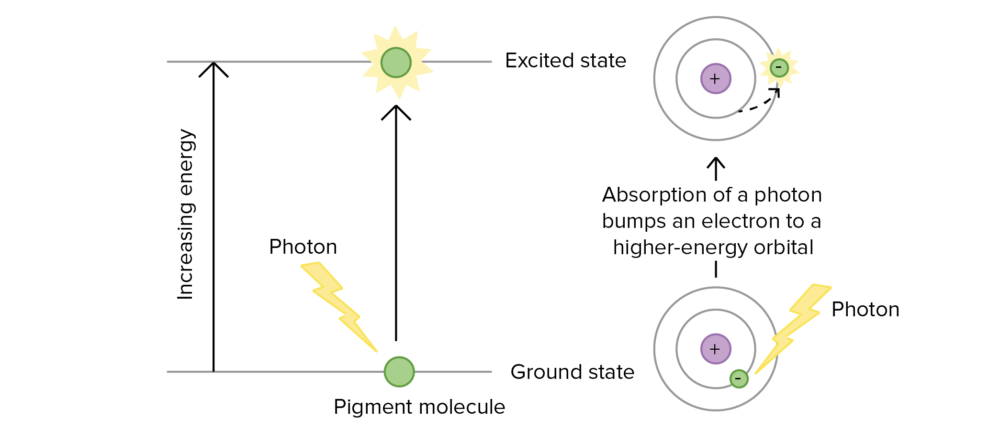 Excited state
+
-
Increasing energy
Absorption of a photon
bumps an electron to a
higher-energy orbital
Photon
Photon
+
-
Ground state
Pigment molecule